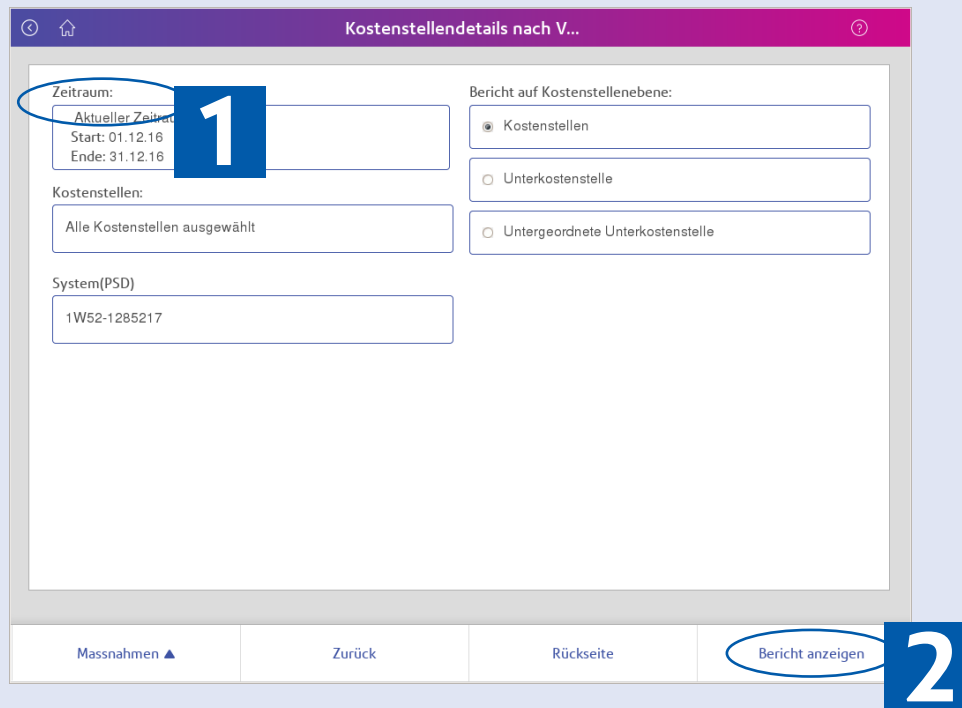 Kostenstellendetails nach V...
Zeitraum:
Aktueller
Start: 01.12.16
Ende: 31.12.16
1
Kostenstellen:
Alle Kostenstellen ausgewählt
System(PSD)
1W52-1285217
Bericht auf Kostenstellenebene:
Kostenstellen
Unterkostenstelle
Untergeordnete Unterkostenstelle
Massnahmen
Zurück
Rückseite
Bericht anzeigen
2